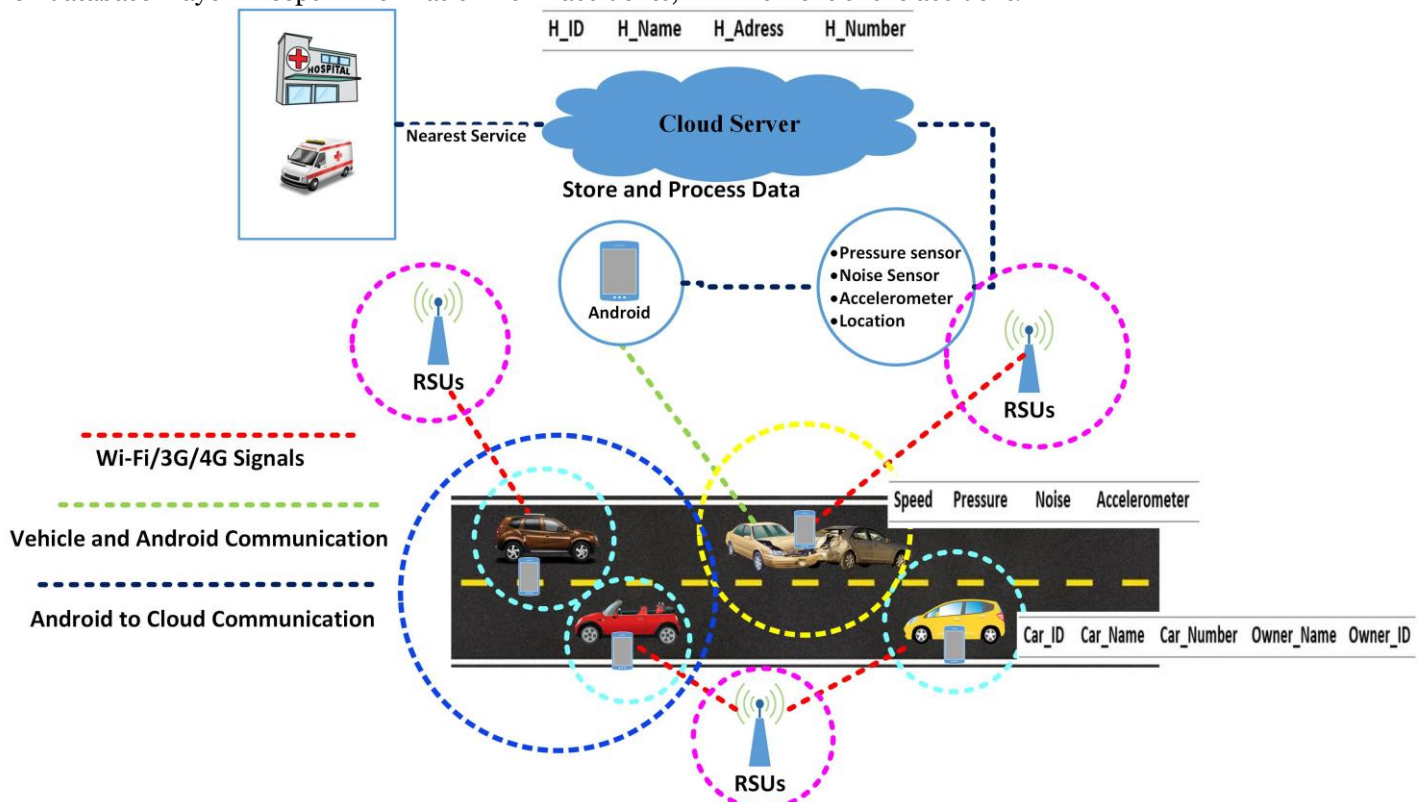 H_ID H_Name H_Adress H_Number
HOSPITAL
Cloud Server
Nearest Service
Store and Process Data
•Pressure sensor
•Noise Sensor
•Accelerometer
•Location
Android
RSUs
RSUs
Wi-Fi/3G/4G Signals
Speed Pressure Noise Accelerometer
Vehicle and Android Communication
Android to Cloud Communication
Car_ID Car_Name Car_Number Owner_Name Owner_ID
RSUs